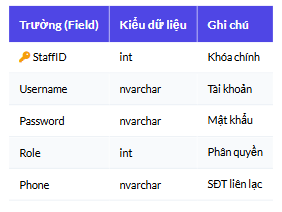 Trường (Field) Kiểu dữ liệu Ghi chú
StaffID int Khóa chính
Username nvarchar Tài khoản
Password nvarchar Mật khẩu
Role int Phân quyền
Phone nvarchar SĐT liên lạc